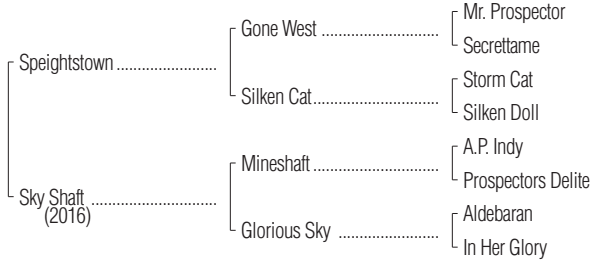 Speightstown
Sky Shaft
(2016)
Gone West
Silken Cat
Mineshaft
Glorious Sky
Mr. Prospector
Secrettame
Storm Cat
Silken Doll
A.P. Indy
Prospectors Delite
Aldebaran
In Her Glory